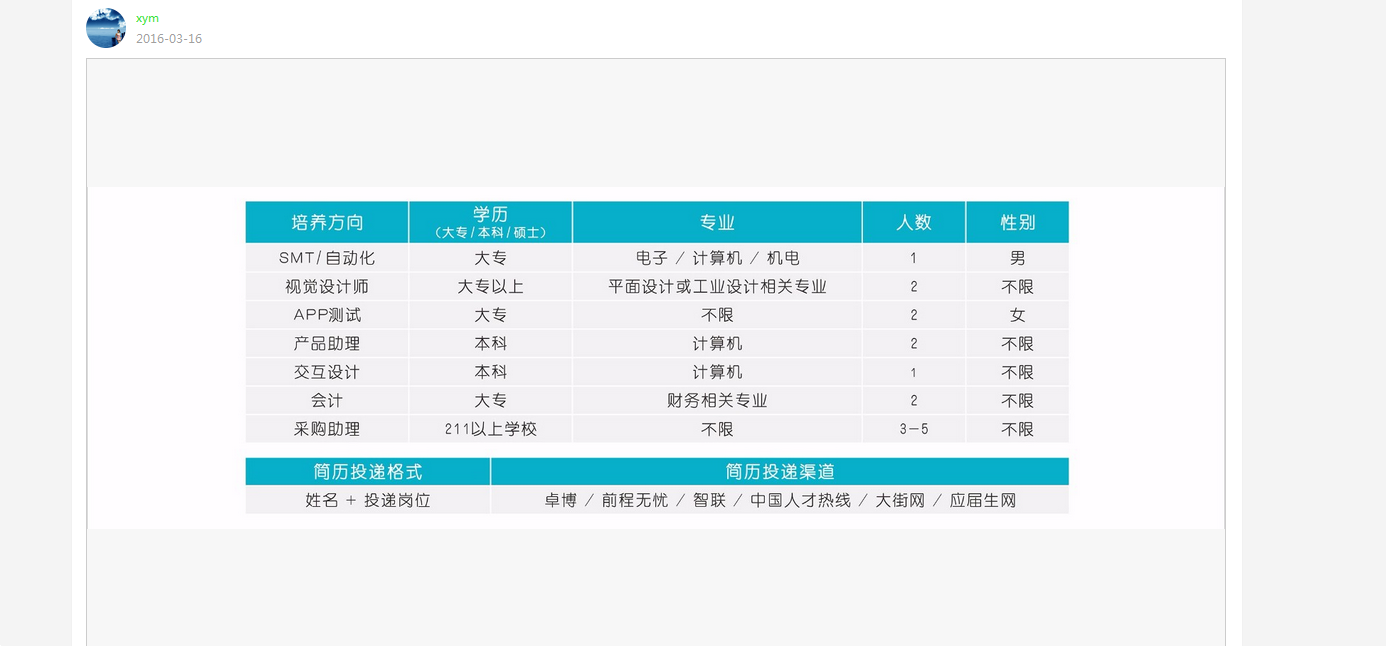 xym
2016-03-16
培养方向 学历 专业 人数 性别
（大专/本科/硕士）
SMT/自动化 大专 电子 / 计算机 / 机电 1 男
视觉设计师 大专以上 平面设计或工业设计相关专业 2 不限
APP测试 大专 不限 2 女
产品助理 本科 计算机 2 不限
交互设计 本科 计算机 1 不限
会计 大专 财务相关专业 2 不限
采购助理 211以上学校 不限 3-5 不限
简历投递格式 简历投递渠道
姓名 + 投递岗位 卓博 / 前程无忧 / 智联 / 中国人才热线 / 大街网 / 应届生网